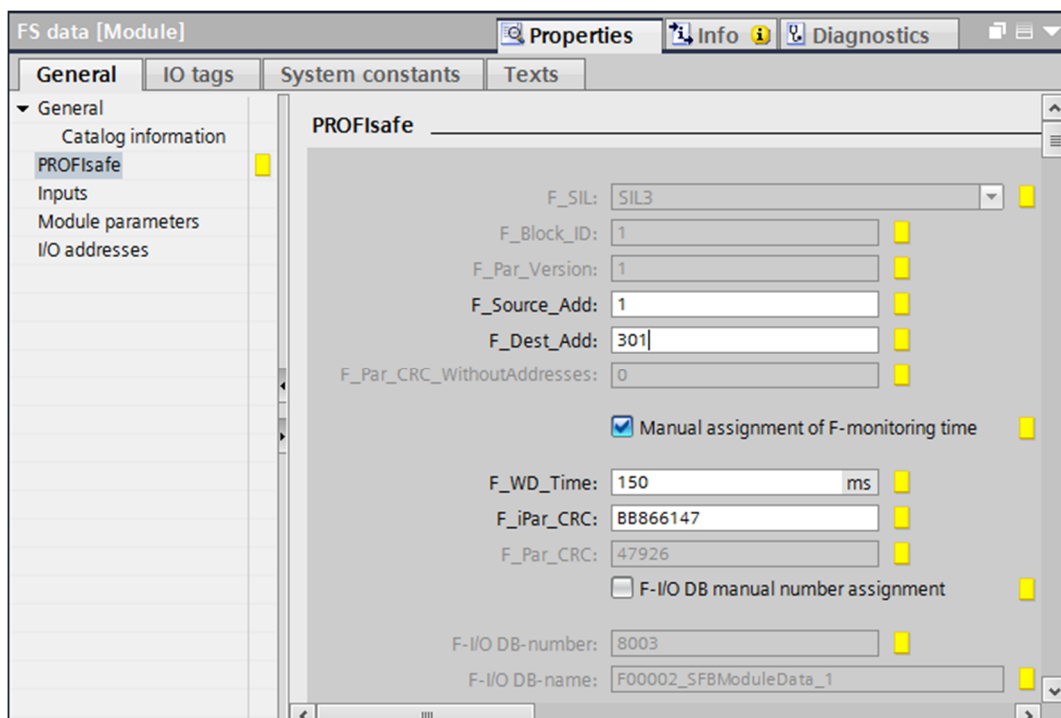 FS data [Module]
Properties
Info
Diagnostics
General
IO tags
System constants
Texts
General
Catalog information
PROFIsafe
Inputs
Module parameters
I/O addresses
PROFIsafe
F_SIL: SIL3
F_Block_ID: 1
F_Par_Version: 1
F_Source_Add: 1
F_Dest_Add: 301
F_Par_CRC_WithoutAddresses: 0
Manual assignment of F-monitoring time
F_WD_Time: 150 ms
F_iPar_CRC: BB866147
F_Par_CRC: 47926
F-I/O DB manual number assignment
F-I/O DB-number: 8003
F-I/O DB-name: F00002_SFBModuleData_1